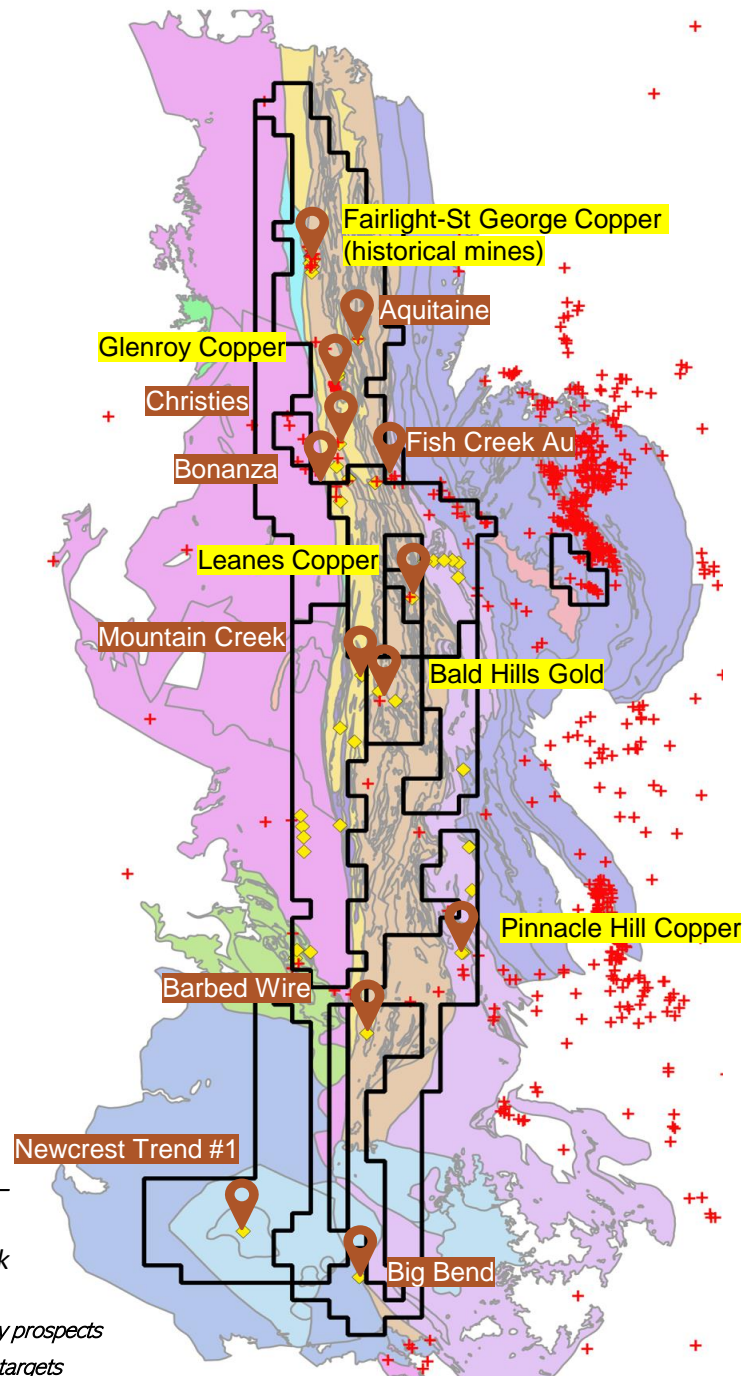 Fairlight-St George Copper
(historical mines)
Aquitaine
Glenroy Copper
Christies
Fish Creek Au
Bonanza
Leanes Copper
Mountain Creek
Bald Hills Gold
Pinnacle Hill Copper
Barbed Wire
Newcrest Trend #1
Big Bend
prospects
targets